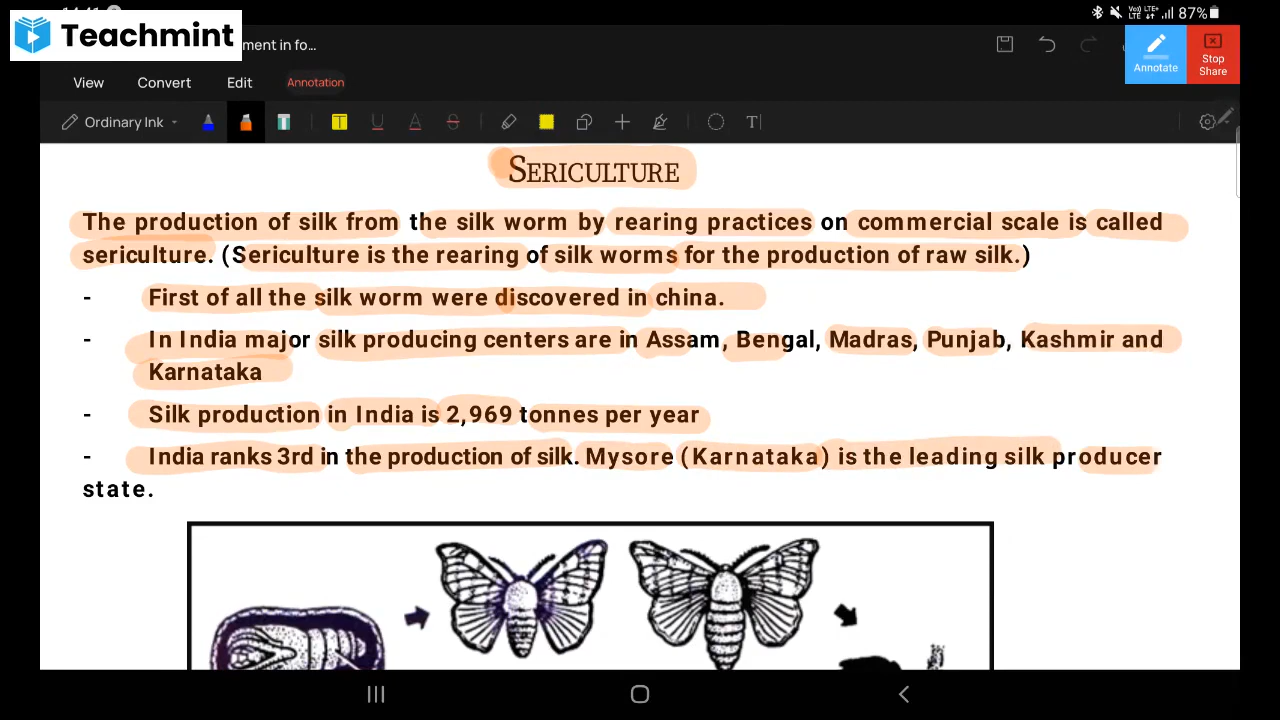 14:41
87%
Teachmint
ment in fo...
Annotate
Stop
Share
View Convert Edit Annotation
Ordinary Ink
SERICULTURE
The production of silk from the silk worm by rearing practices on commercial scale is called
sericulture. (Sericulture is the rearing of silk worms for the production of raw silk.)
- First of all the silk worm were discovered in china.
- In India major silk producing centers are in Assam, Bengal, Madras, Punjab, Kashmir and
Karnataka
- Silk production in India is 2,969 tonnes per year
- India ranks 3rd in the production of silk. Mysore (Karnataka) is the leading silk producer
state.